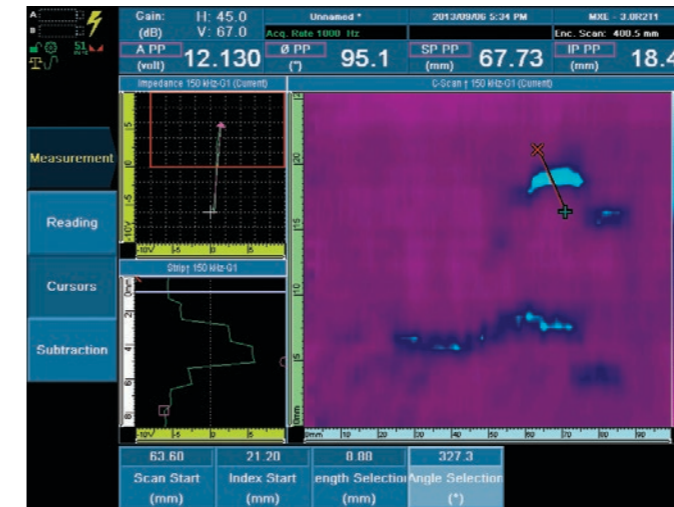 Gain: H: 45.0 Unnamed * 2013/09/06 5:34 PM MXE - 3.0R2T1
(dB) V: 67.0 Acq. Rate 1000 Hz Enc. Scan: 400.5 mm
A PP 12.130 Ø PP 95.1 SP PP 67.73 IP PP 18.4
(volt) (°) (mm) (mm)
Impedance 150 kHz-G1 (Current) C-Scan † 150 kHz-G1 (Current)
Measurement
Reading
Strip† 150 kHz-G1
Cursors
Subtraction
63.60 21.20 8.00 327.3
Scan Start Index Start ength Selection Angle Selection
(mm) (mm) (mm) (°)